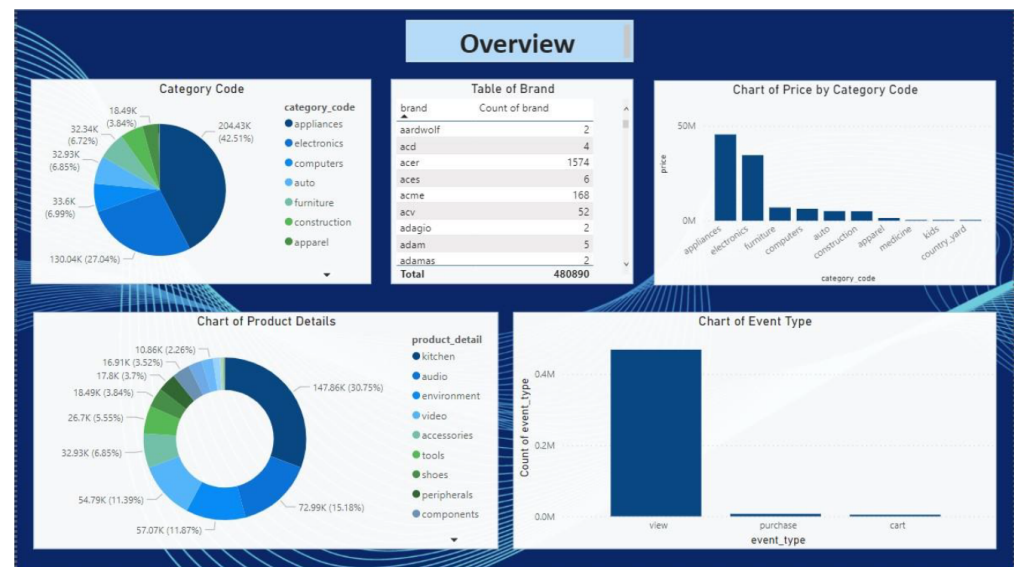 Overview
Category Code
18.49K
(3.84%)
32.34K
(6.72%)
32.93K
(6.85%)
33.6K
(6.99%)
130.04K (27.04%)
204.43K
(42.51%)
category_code
appliances
electronics
computers
auto
furniture
construction
apparel
Table of Brand
brand Count of brand
aardwolf 2
acd 4
acer 1574
aces 6
acme 168
acv 52
adagio 2
adam 5
adamas 2
Total 480890
Chart of Price by Category Code
50M
0M
price
appliances
electronics
furniture
computers
auto
construction
apparel
medicine
kids
country_yard
category_code
Chart of Product Details
10.86K (2.26%)
16.91K (3.52%)
17.8K (3.7%)
18.49K (3.84%)
26.7K (5.55%)
32.93K (6.85%)
54.79K (11.39%)
57.07K (11.87%)
72.99K (15.18%)
147.86K (30.75%)
product_detail
kitchen
audio
environment
video
accessories
tools
shoes
peripherals
components
Chart of Event Type
0.4M
0.2M
0.0M
Count of event_type
view
purchase
cart
event_type